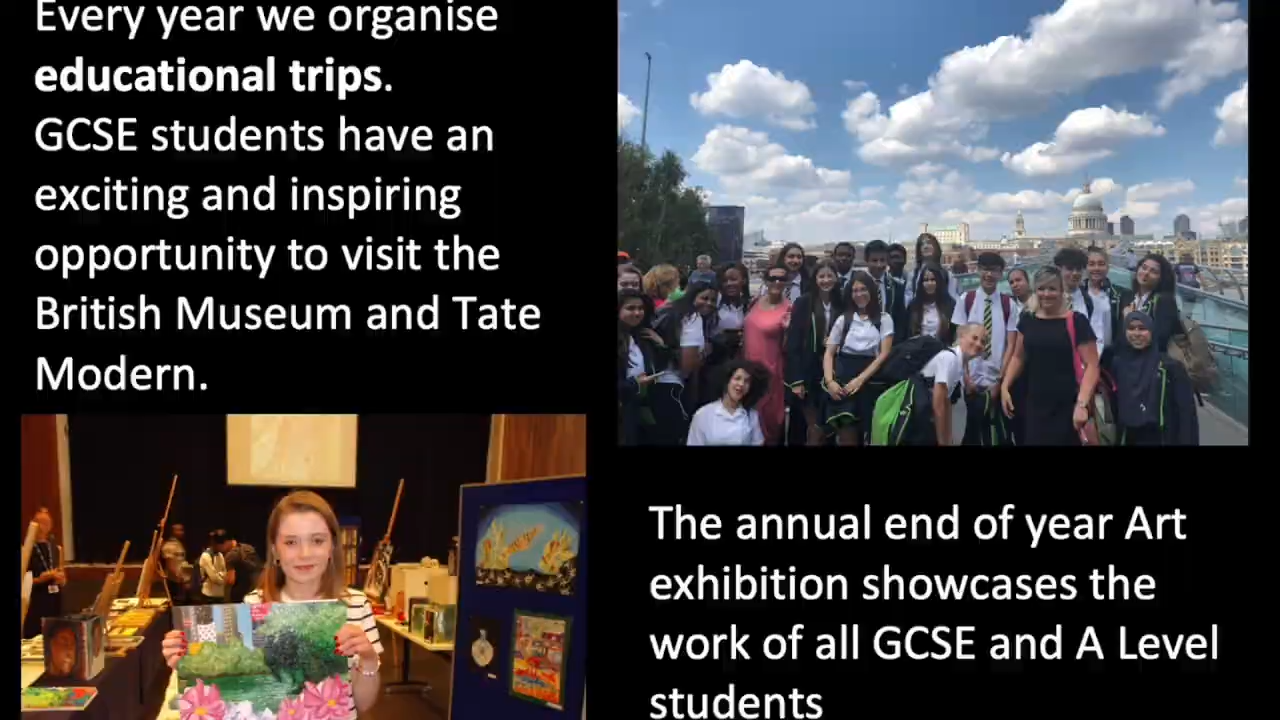 Every year we organise
educational trips.
GCSE students have an
exciting and inspiring
opportunity to visit the
British Museum and Tate
Modern.
The annual end of year Art
exhibition showcases the
work of all GCSE and A Level
students